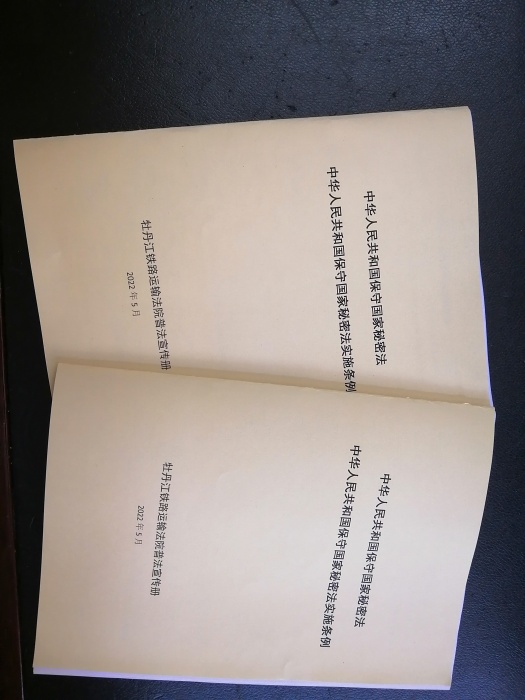 中华人民共和国保守国家秘密法
中华人民共和国保守国家秘密法实施条例
牡丹江铁路运输法院普法宣传册
2022年5月
中华人民共和国保守国家秘密法
中华人民共和国保守国家秘密法实施条例
牡丹江铁路运输法院普法宣传册
2022年5月